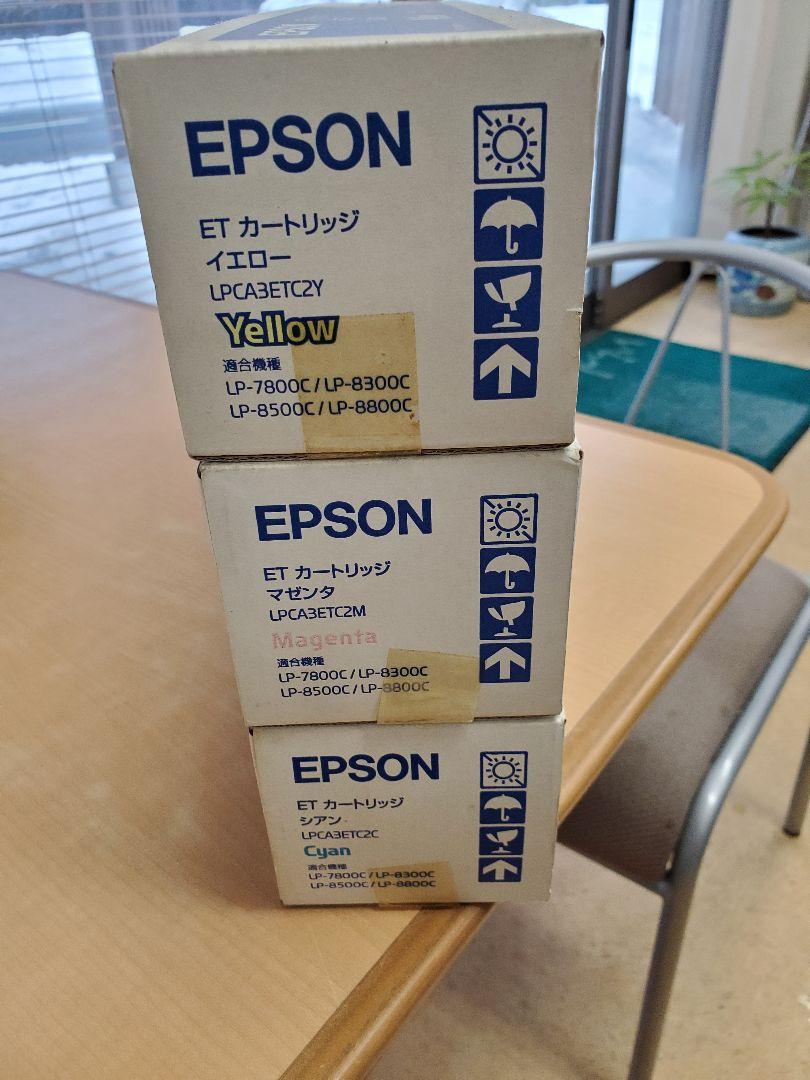 EPSON
ET カートリッジ
イエロー
LPCA3ETC2Y
Yellow
適合機種
LP-7800C / LP-8300C
LP-8500C / LP-8800C
EPSON
ET カートリッジ
マゼンタ
LPCA3ETC2M
Magenta
適合機種
LP-7800C / LP-8300C
LP-8500C / LP-8800C
EPSON
ET カートリッジ
シアン
LPCA3ETC2C
Cyan
適合機種
LP-7800C / LP-8300C
LP-8500C / LP-8800C